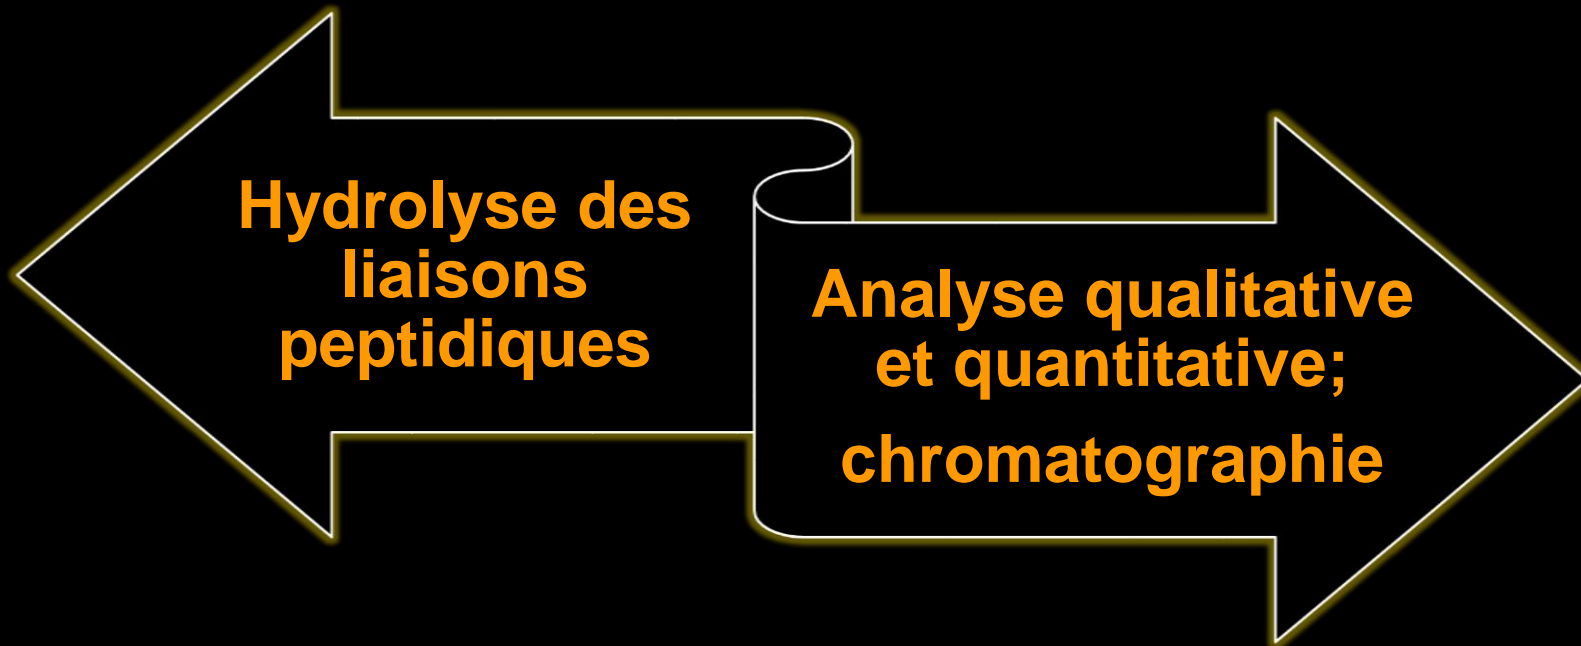 Hydrolyse des
liaisons
peptidiques
Analyse qualitative
et quantitative;
chromatographie